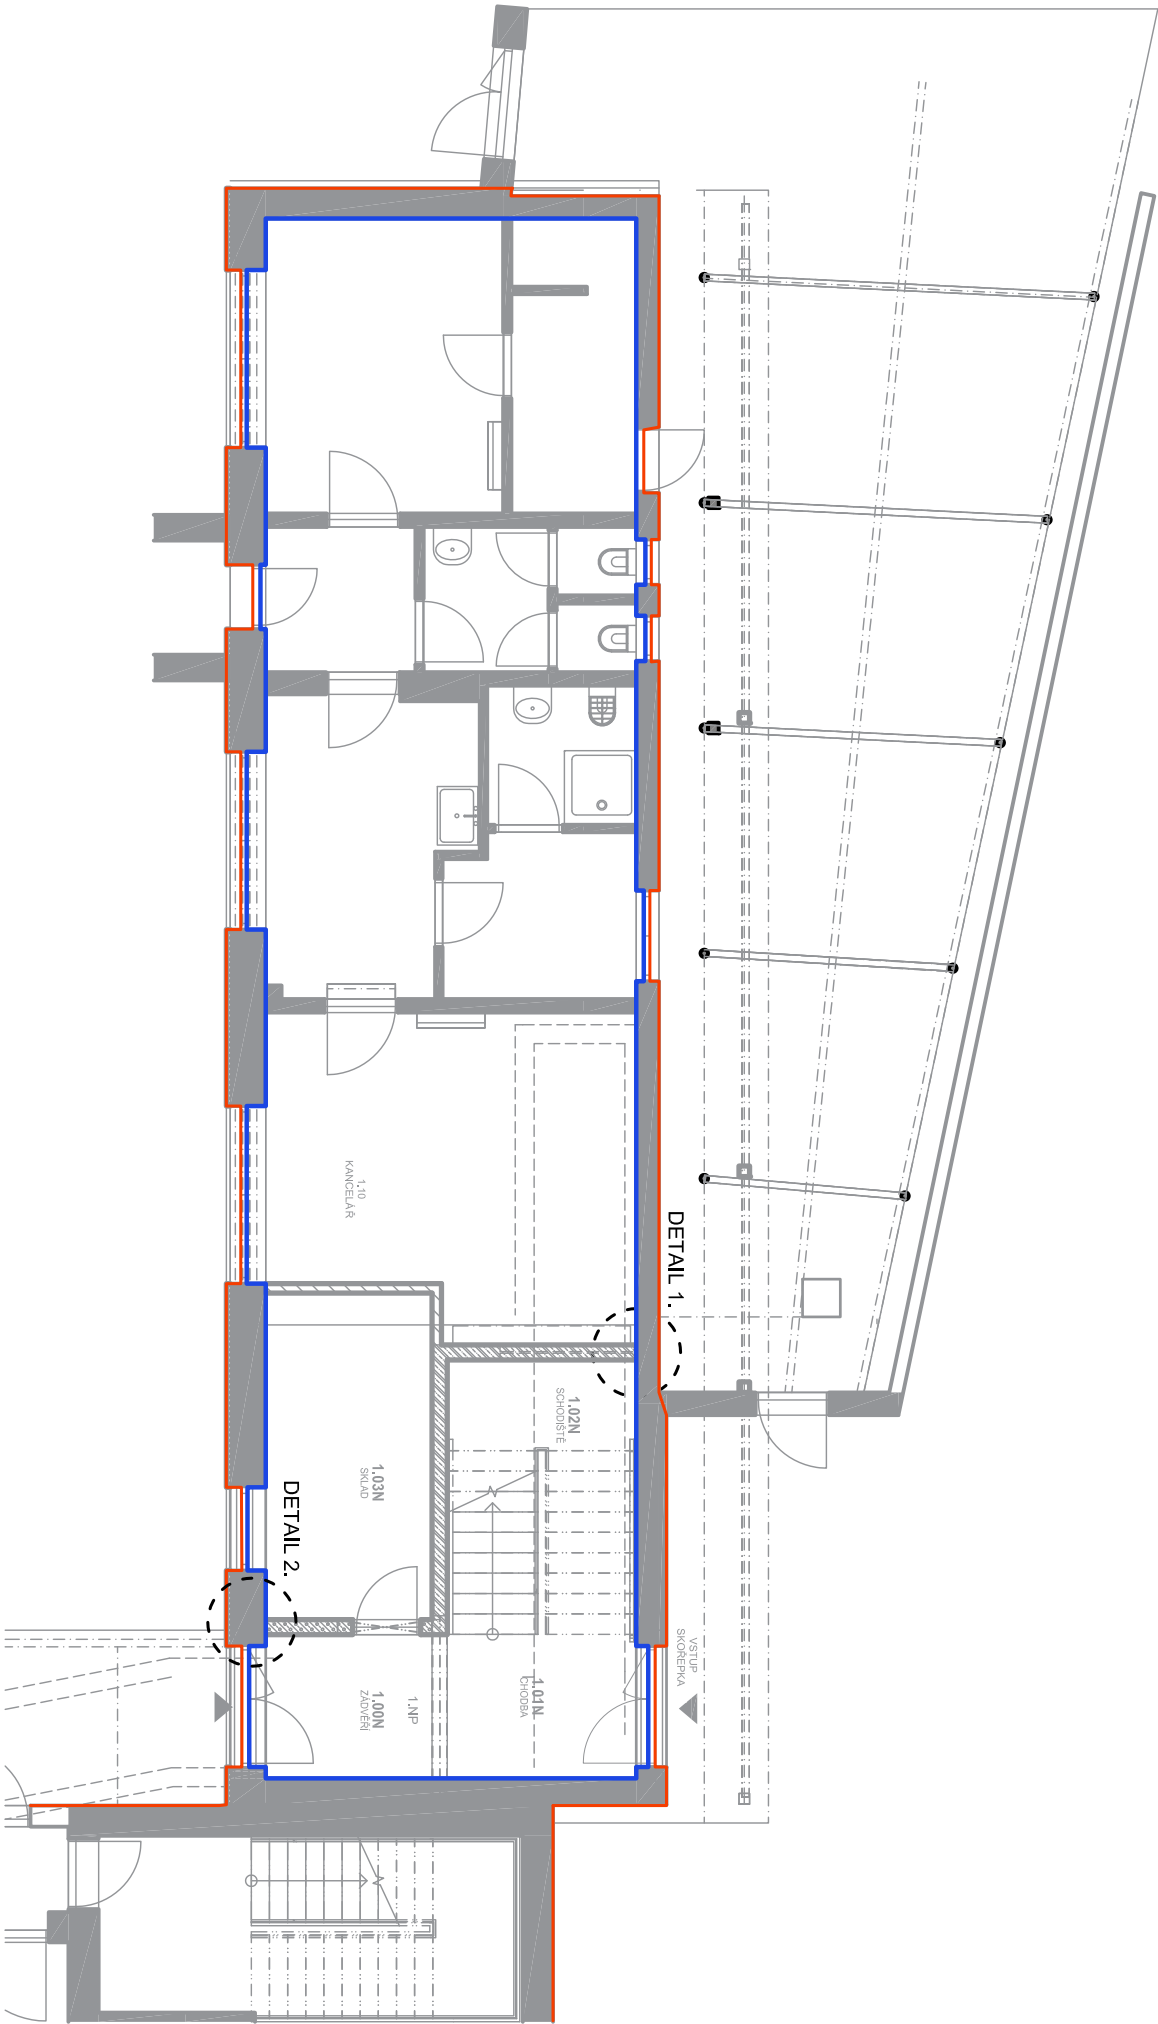 1.10
KANCELÁŘ
DETAIL 1.
1.02N
SCHODIŠTĚ
1.03N
SKLAD
DETAIL 2.
VSTUP
SKOŘEPKA
1.01N
CHODBA
1.NP
1.00N
ZÁDVEŘÍ